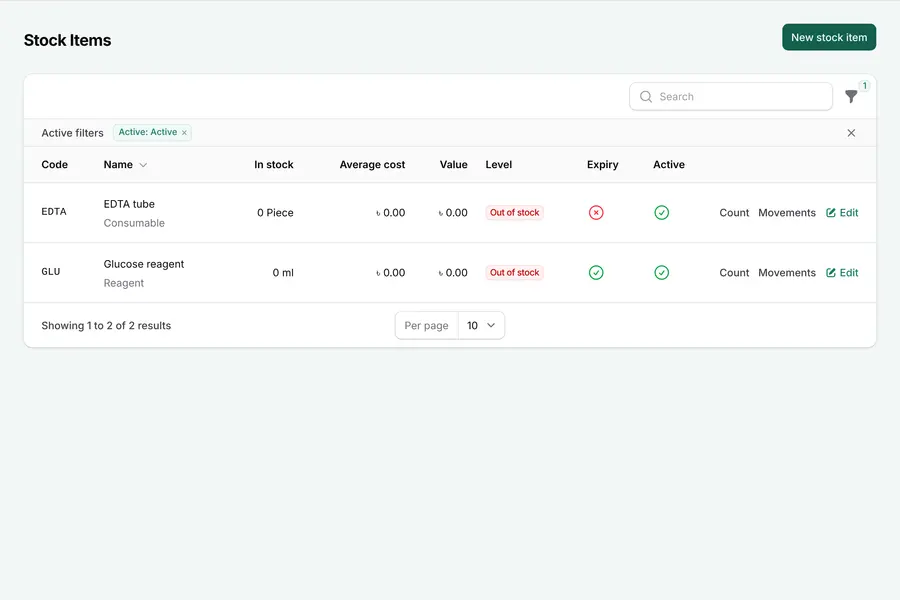 Stock Items
New stock item
Search
1
Active filters
Active: Active ×
Code Name In stock Average cost Value Level Expiry Active
EDTA EDTA tube 0 Piece ৳ 0.00 ৳ 0.00 Out of stock Count Movements Edit
Consumable
GLU Glucose reagent 0 ml ৳ 0.00 ৳ 0.00 Out of stock Count Movements Edit
Reagent
Showing 1 to 2 of 2 results
Per page 10